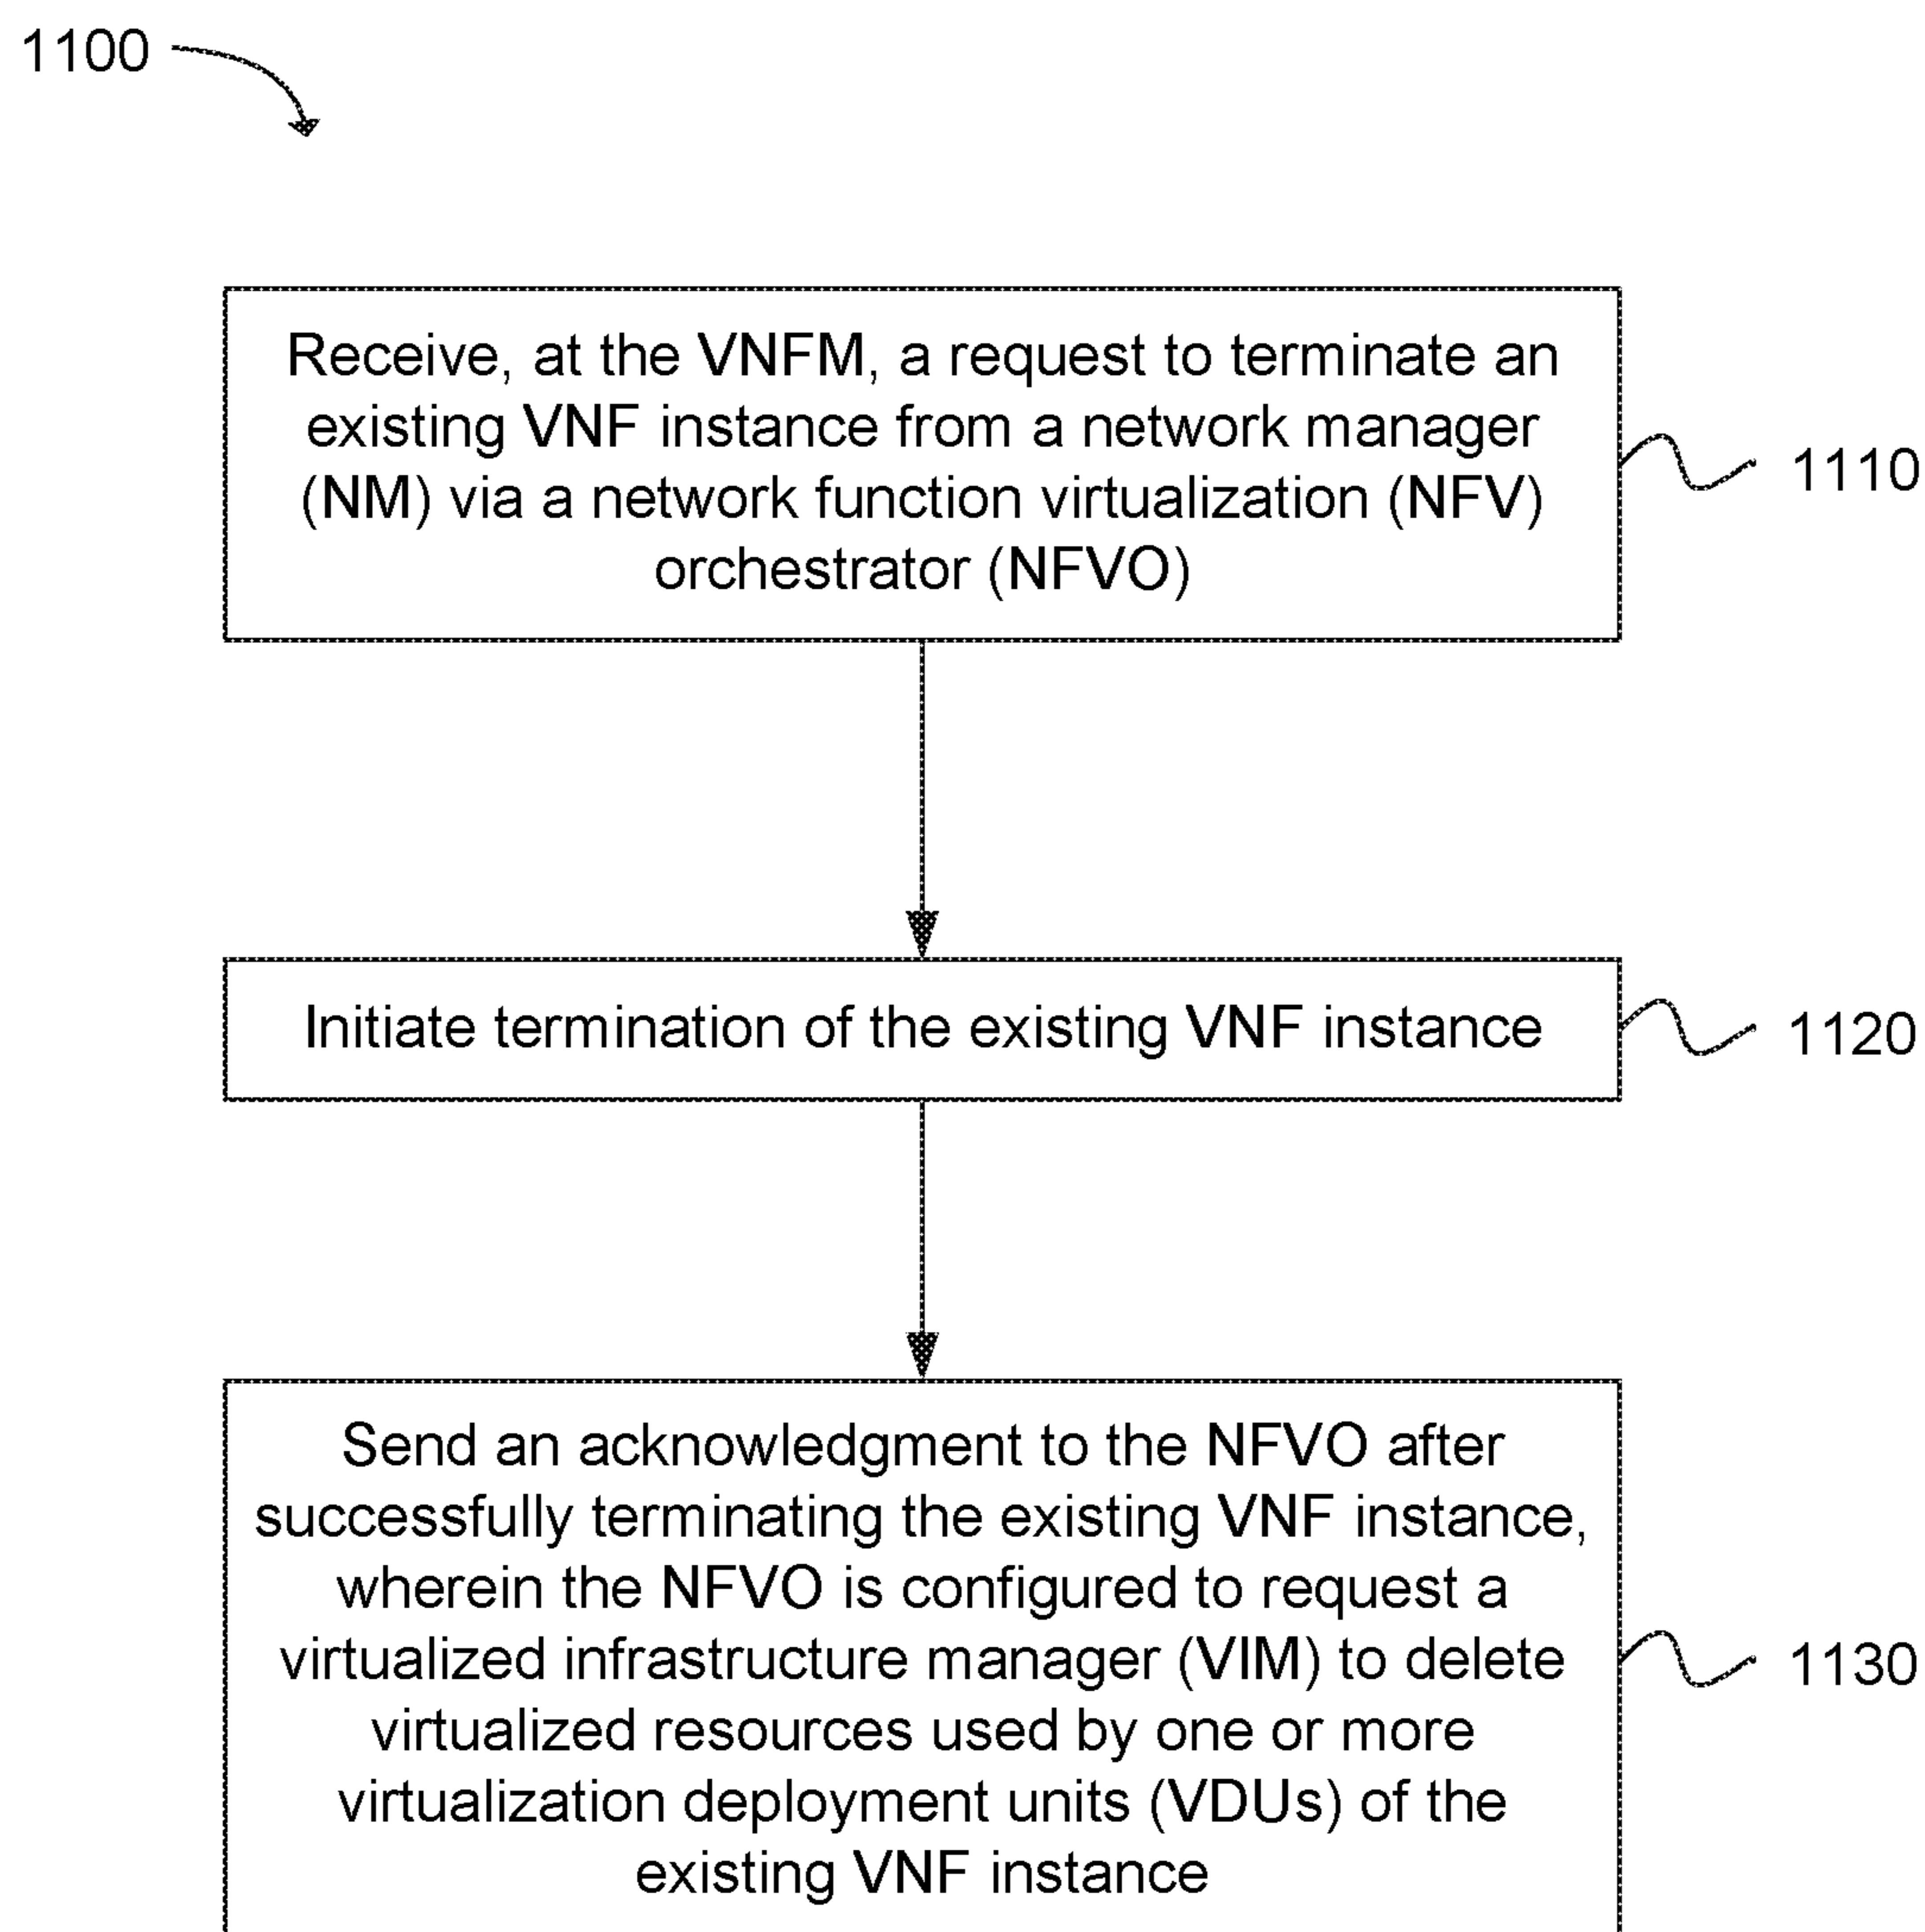 1100
Receive, at the VNFM, a request to terminate an
existing VNF instance from a network manager
(NM) via a network function virtualization (NFV)
orchestrator (NFVO)
1110
Initiate termination of the existing VNF instance
1120
Send an acknowledgment to the NFVO after
successfully terminating the existing VNF instance,
wherein the NFVO is configured to request a
virtualized infrastructure manager (VIM) to delete
virtualized resources used by one or more
virtualization deployment units (VDUs) of the
existing VNF instance
1130